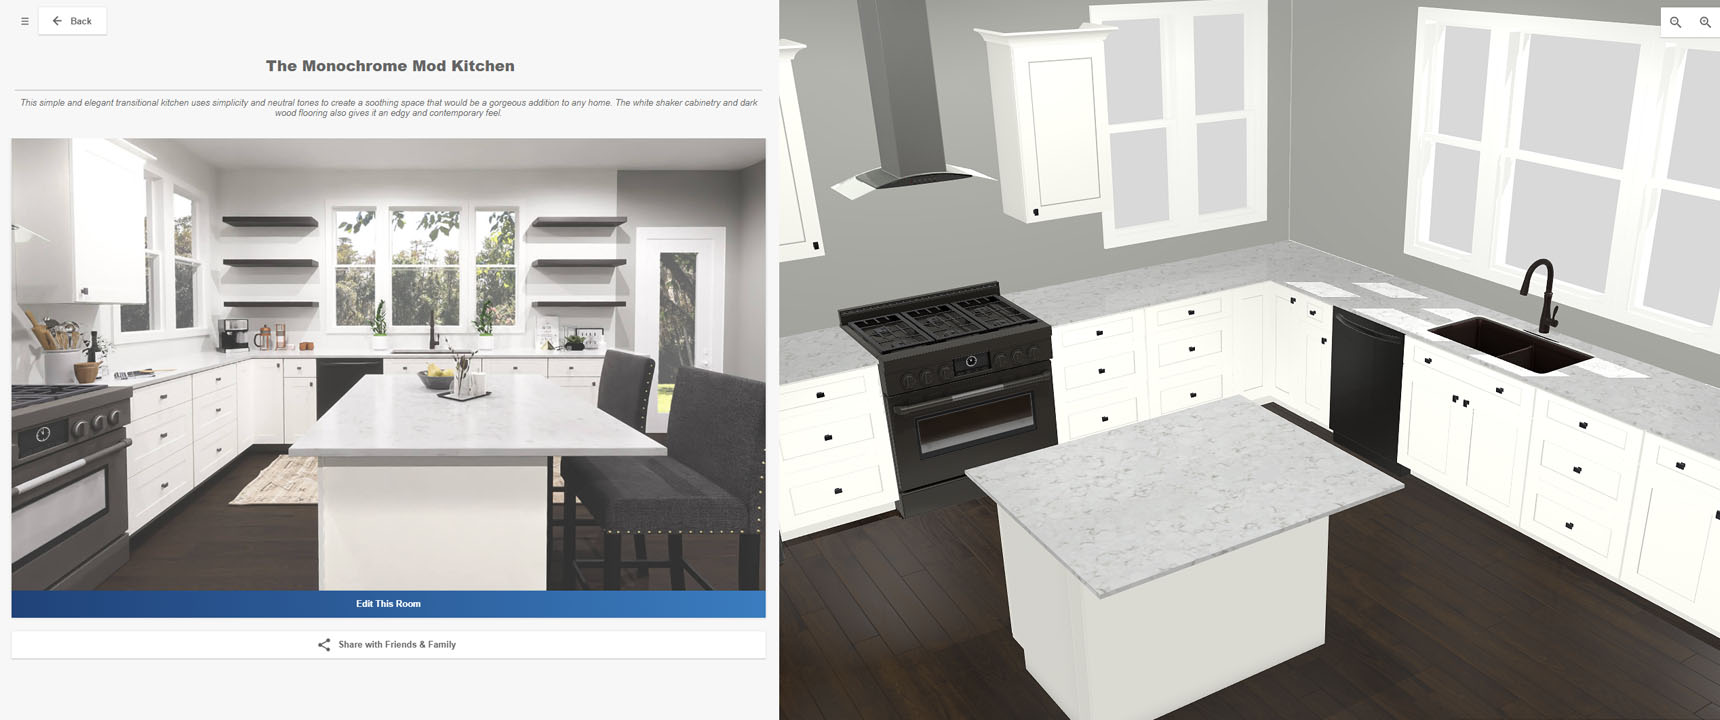 Back
The Monochrome Mod Kitchen
This simple and elegant transitional kitchen uses simplicity and neutral tones to create a soothing space that would be a gorgeous addition to any home. The white shaker cabinetry and dark
wood flooring also gives it an edgy and contemporary feel.
Edit This Room
Share with Friends & Family